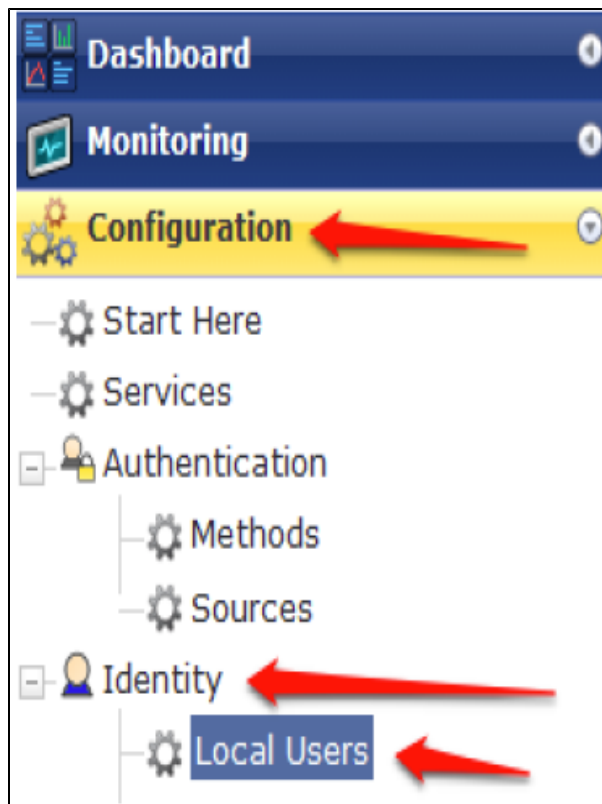 Dashboard
Monitoring
Configuration
Start Here
Services
Authentication
Methods
Sources
Identity
Local Users